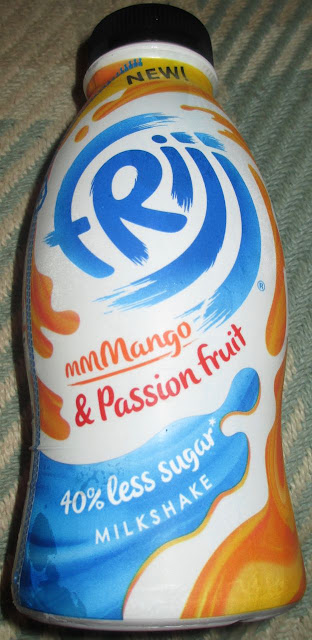 NEW!
FRijj
®
mmMango
& Passion fruit
40% less sugar*
MILKSHAKE